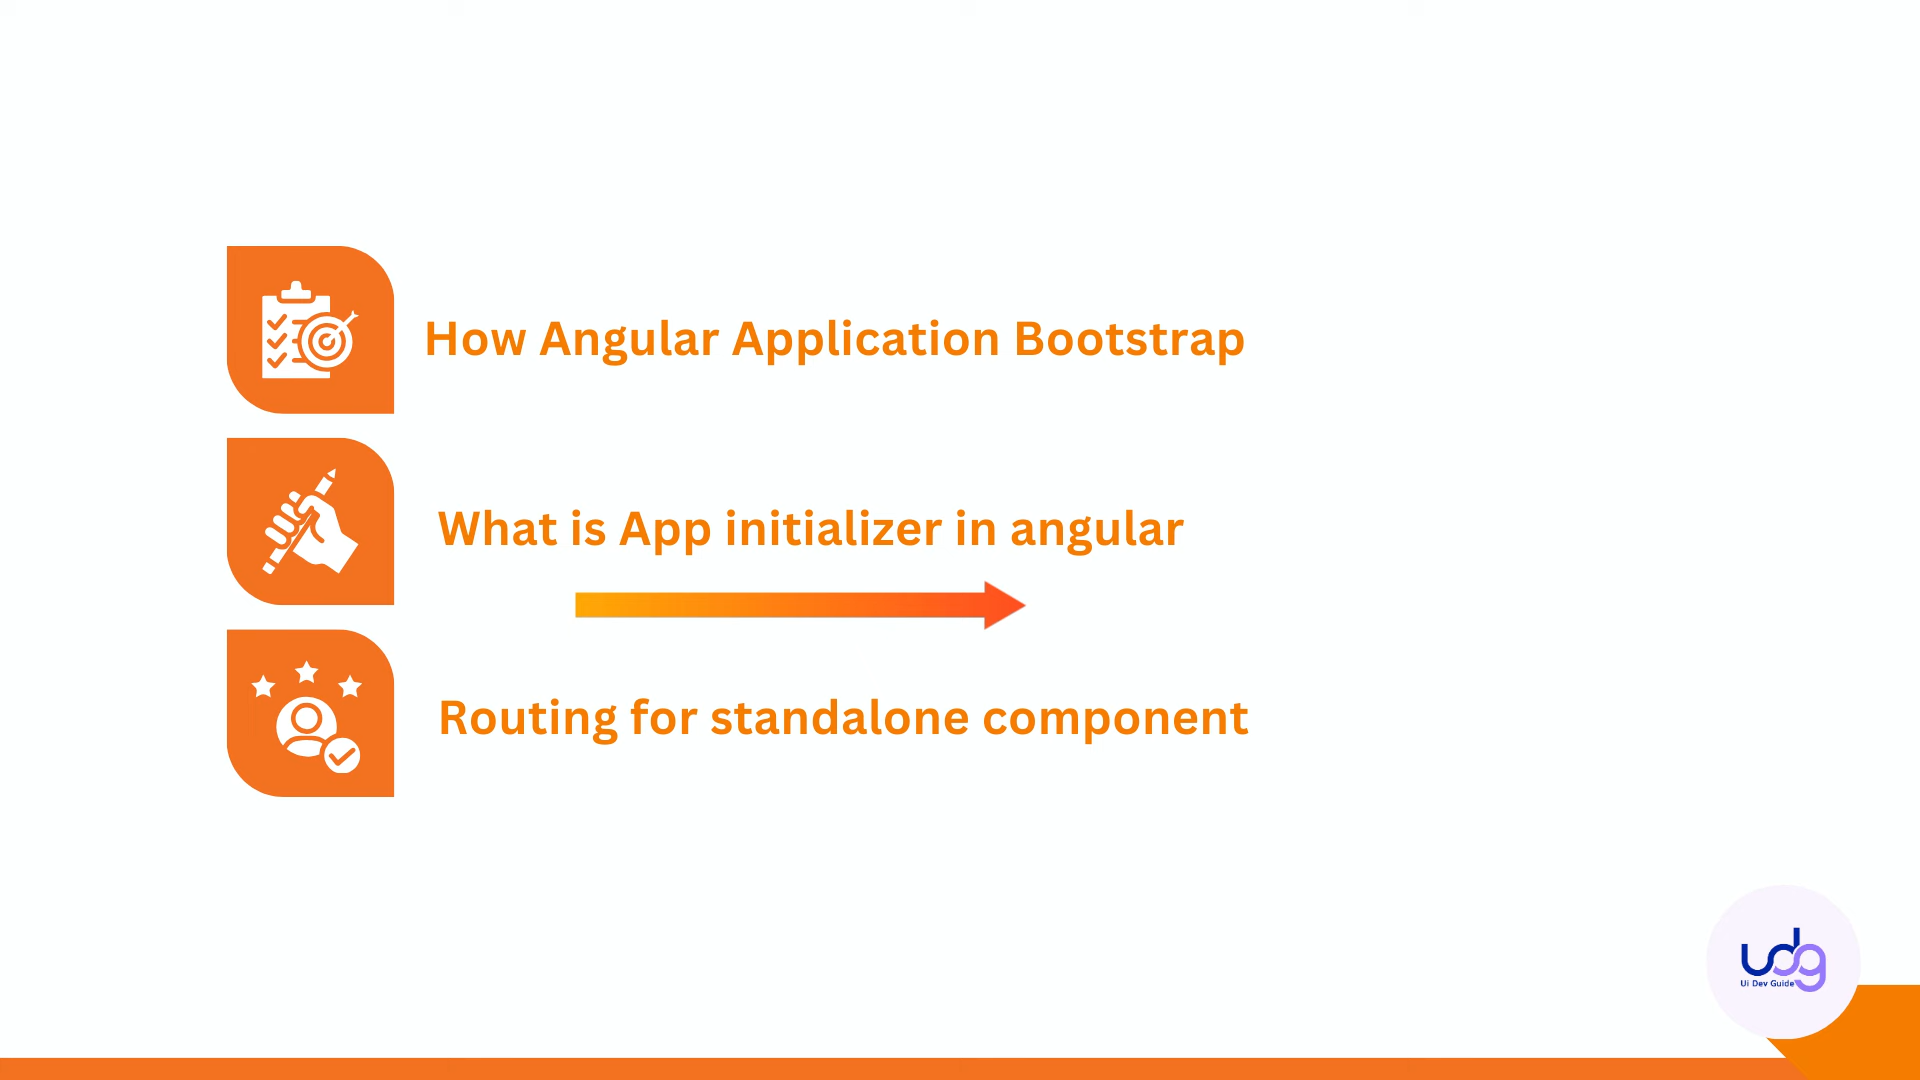 How Angular Application Bootstrap
What is App initializer in angular
Routing for standalone component
udg
Ui Dev Guide